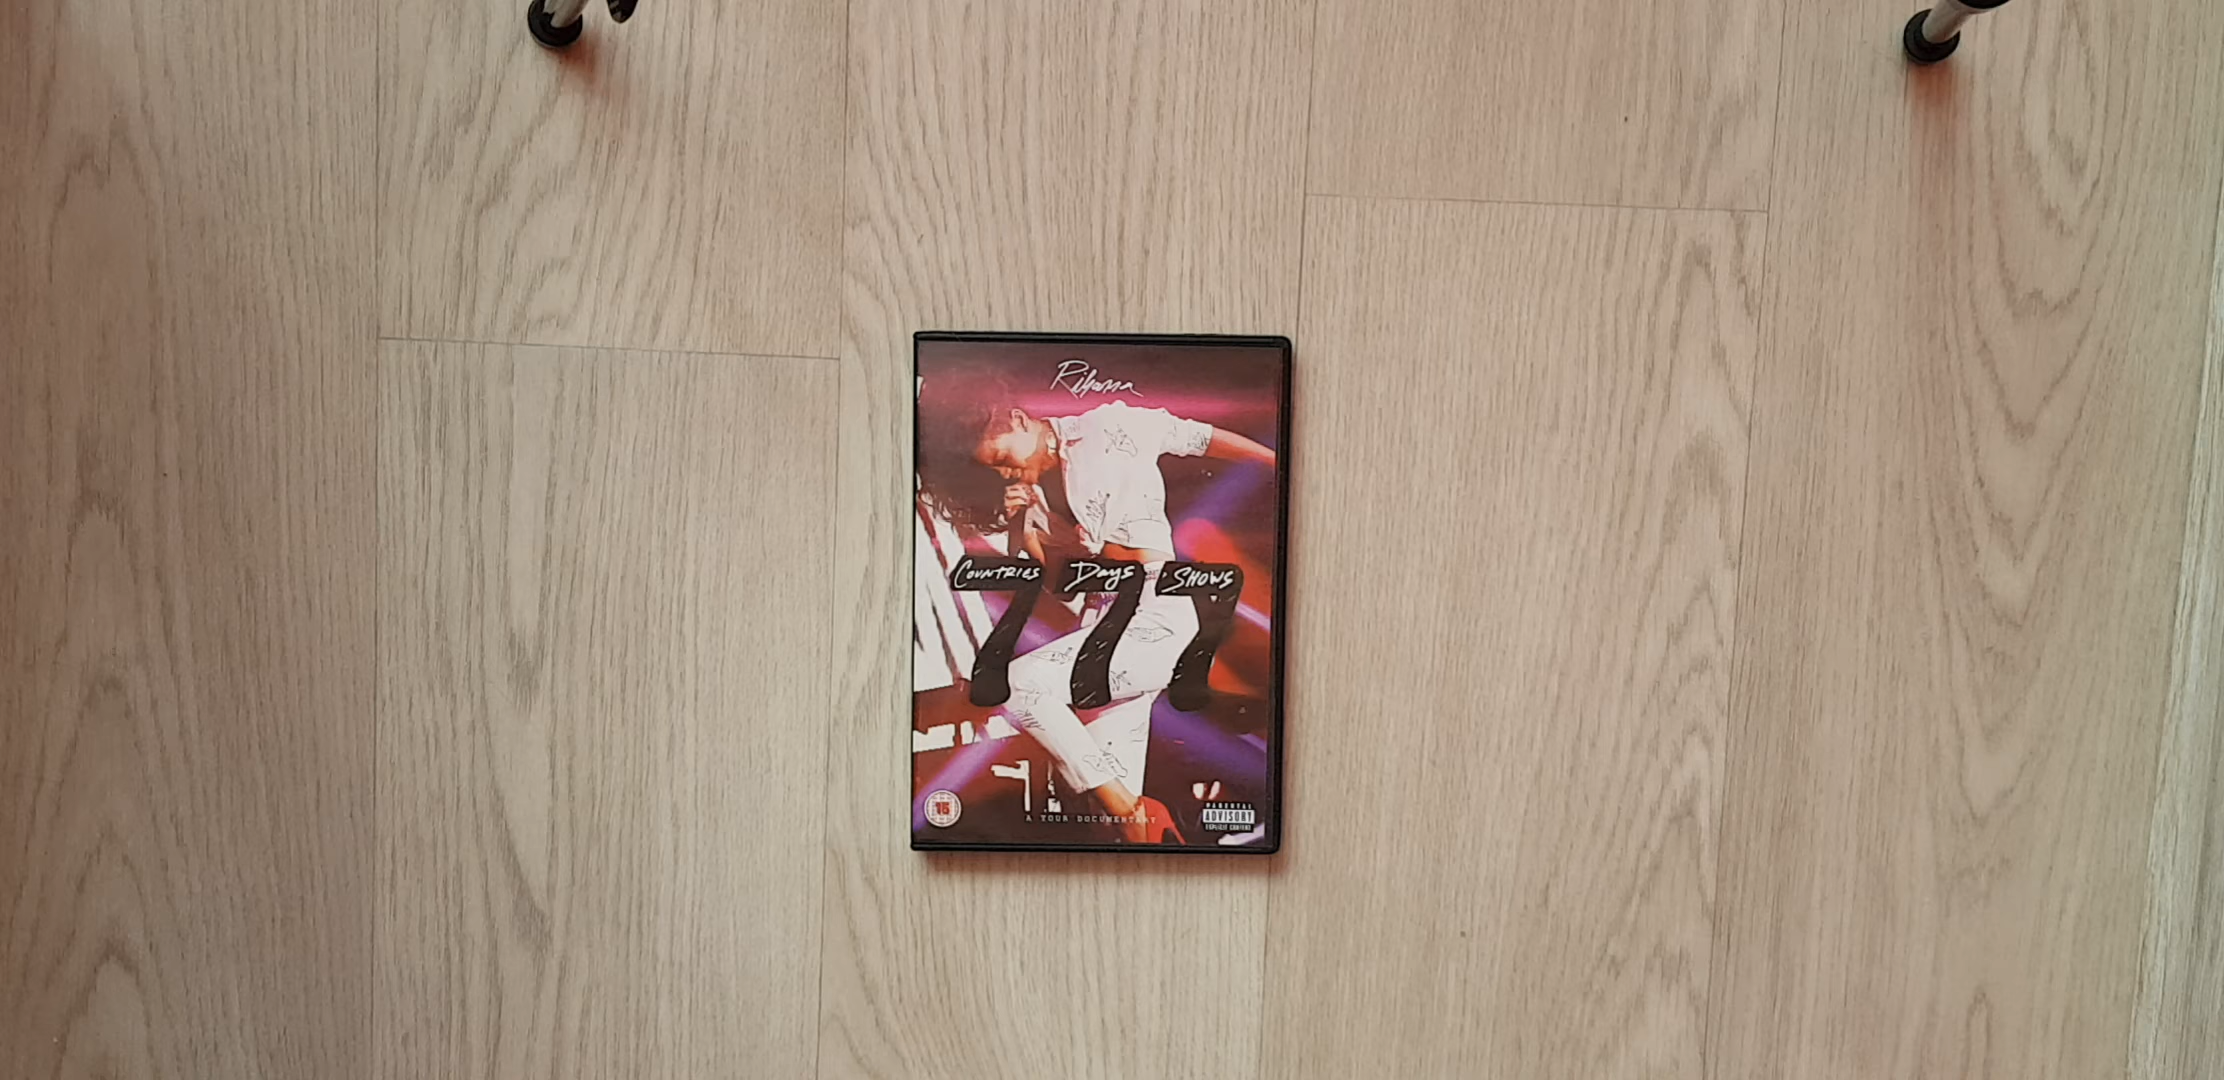 Rihanna
COUNTRIES Days SHOWS
777
15
A TOUR DOCUMENTARY
PARENTAL
ADVISORY
EXPLICIT CONTENT